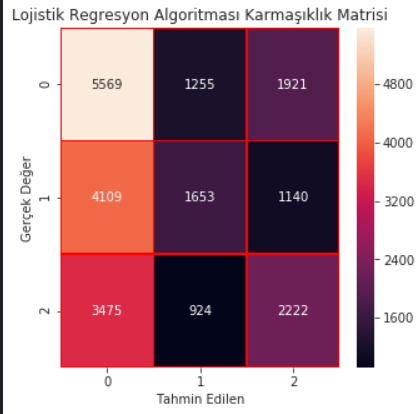 Lojistik Regresyon Algoritması Karmaşıklık Matrisi
0
5569 1255 1921
4800
4000
Gerçek Değer
1
4109 1653 1140
3200
2400
2
3475 924 2222
1600
0 1 2
Tahmin Edilen